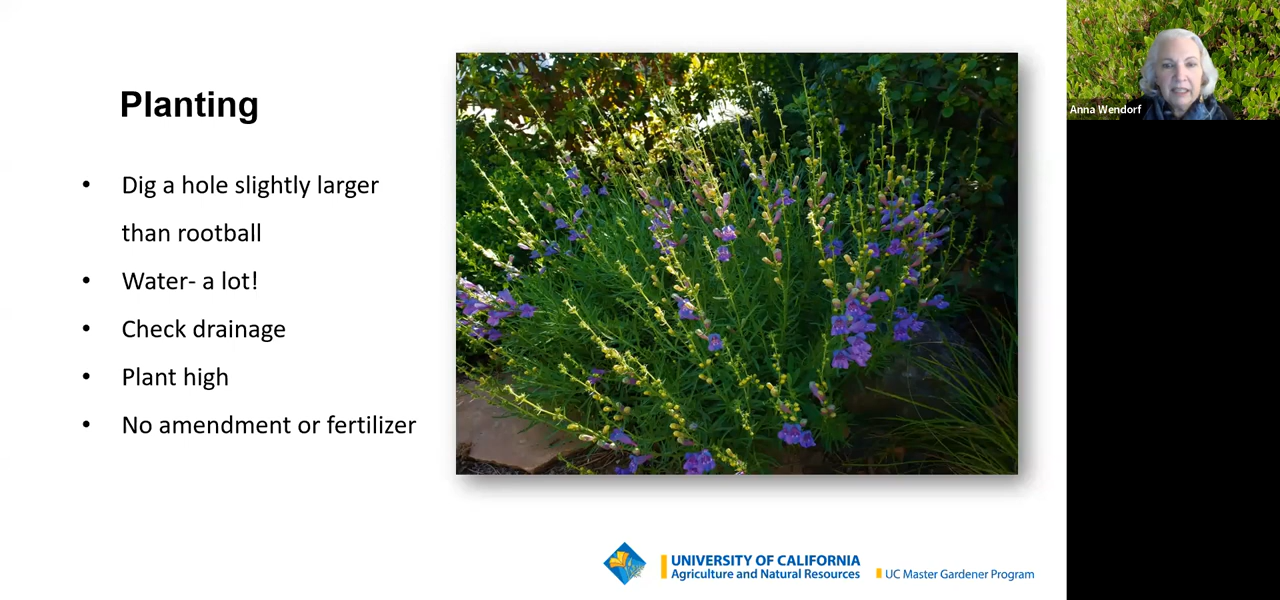 Planting
• Dig a hole slightly larger
than rootball
• Water- a lot!
• Check drainage
• Plant high
• No amendment or fertilizer
UNIVERSITY OF CALIFORNIA
Agriculture and Natural Resources
UC Master Gardener Program
Anna Wendorf